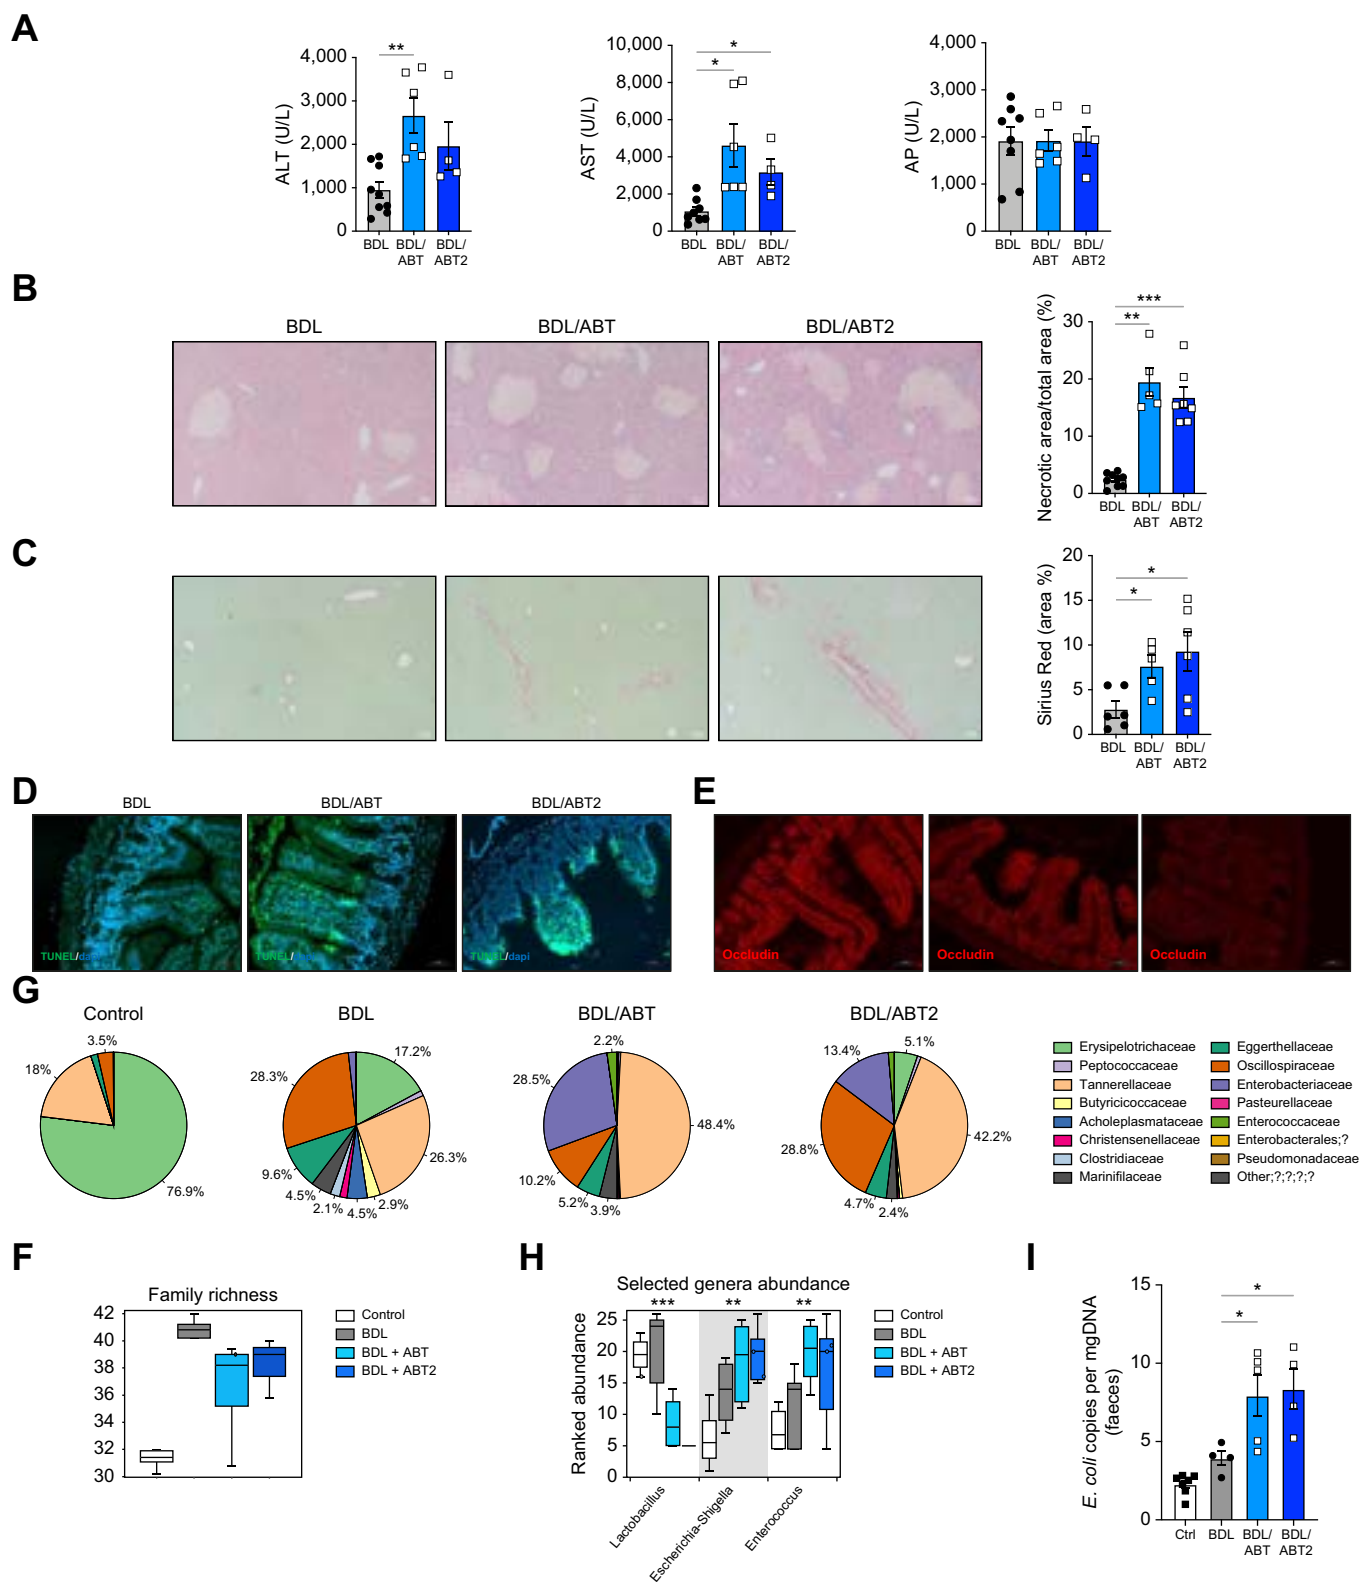 A
ALT (U/L)
4,000
3,000
2,000
1,000
0
**
BDL
BDL/
ABT
BDL/
ABT2
AST (U/L)
10,000
8,000
6,000
4,000
2,000
0
*
*
BDL
BDL/
ABT
BDL/
ABT2
AP (U/L)
4,000
3,000
2,000
1,000
0
BDL
BDL/
ABT
BDL/
ABT2
B
BDL
BDL/ABT
BDL/ABT2
Necrotic area/total area (%)
30
20
10
0
***
**
BDL
BDL/
ABT
BDL/
ABT2
C
Sirius Red (area %)
20
15
10
5
0
*
*
BDL
BDL/
ABT
BDL/
ABT2
D
BDL
BDL/ABT
BDL/ABT2
TUNEL/dapi
TUNEL/
TUNEL/dapi
E
Occludin
Occludin
Occludin
G
Control
3.5%
18%
76.9%
BDL
17.2%
28.3%
26.3%
9.6%
4.5%
2.1%
4.5%
2.9%
BDL/ABT
2.2%
28.5%
48.4%
10.2%
5.2%
3.9%
BDL/ABT2
5.1%
13.4%
42.2%
28.8%
4.7%
2.4%
Erysipelotrichaceae
Peptococcaceae
Tannerellaceae
Butyricicoccaceae
Acholeplasmataceae
Christensenellaceae
Clostridiaceae
Marinifilaceae
Eggerthellaceae
Oscillospiraceae
Enterobacteriaceae
Pasteurellaceae
Enterococcaceae
Enterobacterales;?
Pseudomonadaceae
Other;?;?;?;?
F
Family richness
42
40
38
36
34
32
30
Control
BDL
BDL + ABT
BDL + ABT2
H
Selected genera abundance
Ranked abundance
25
20
15
10
5
0
***
**
**
Lactobacillus
Escherichia-Shigella
Enterococcus
Control
BDL
BDL + ABT
BDL + ABT2
I
E. coli copies per mgDNA
(faeces)
15
10
5
0
*
*
Ctrl
BDL
BDL/
ABT
BDL/
ABT2